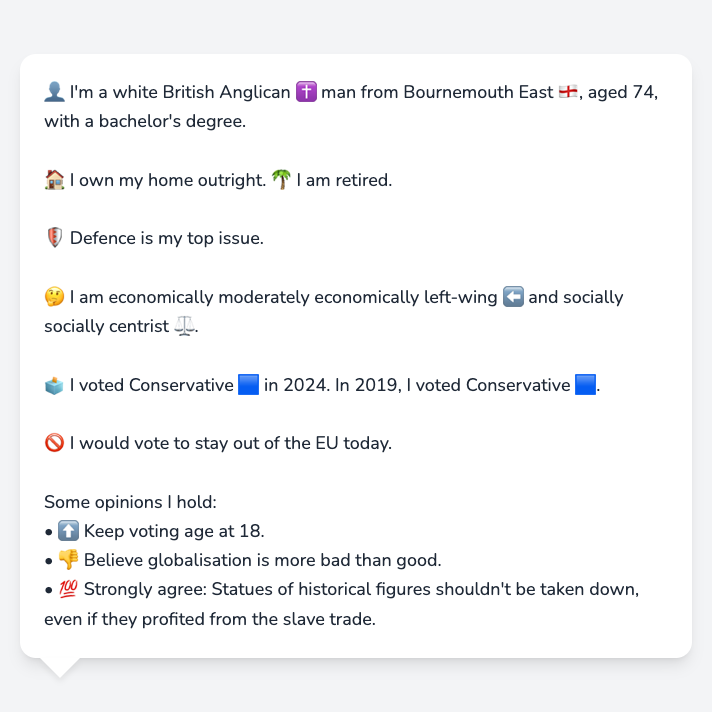 👤 I'm a white British Anglican ✝️ man from Bournemouth East 🏴󠁧󠁢󠁥󠁮󠁧󠁿, aged 74,
with a bachelor's degree.
🏠 I own my home outright. 🌴 I am retired.
🛡️ Defence is my top issue.
🤔 I am economically moderately economically left-wing ⬅️ and socially
socially centrist ⚖️.
🗳️ I voted Conservative 🟦 in 2024. In 2019, I voted Conservative 🟦.
🚫 I would vote to stay out of the EU today.
Some opinions I hold:
• ⬆️ Keep voting age at 18.
• 👎 Believe globalisation is more bad than good.
• 💯 Strongly agree: Statues of historical figures shouldn't be taken down,
even if they profited from the slave trade.